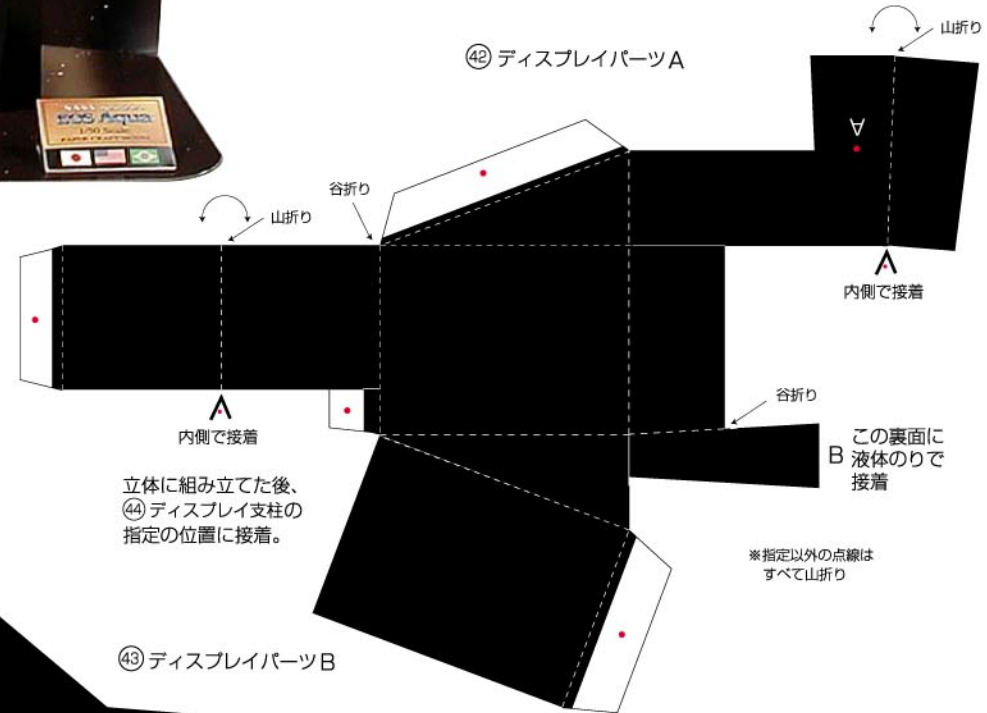 ㊷ ディスプレイパーツA
山折り
A
谷折り
山折り
内側で接着
谷折り
内側で接着
B
この裏面に
液体のりで
接着
立体に組み立てた後、
㊹ ディスプレイ支柱の
指定の位置に接着。
※指定以外の点線は
すべて山折り
㊸ ディスプレイパーツB
Aqua
1/50 Scale